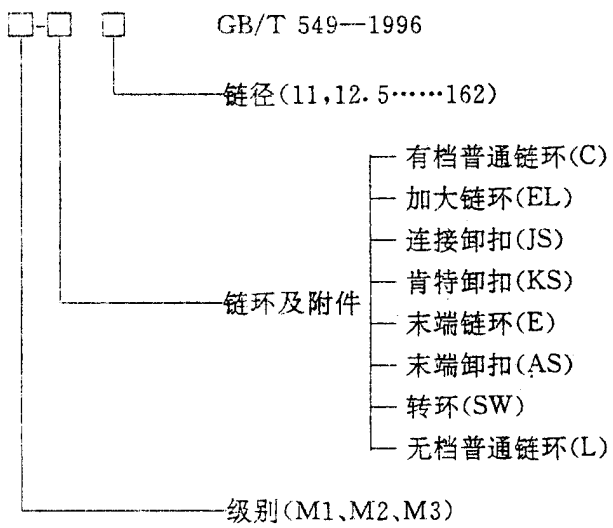 □-□ □ GB/T 549—1996
链径(11,12.5……162)
有档普通链环(C)
加大链环(EL)
连接卸扣(JS)
肯特卸扣(KS)
链环及附件
末端链环(E)
末端卸扣(AS)
转环(SW)
无档普通链环(L)
级别(M1、M2、M3)